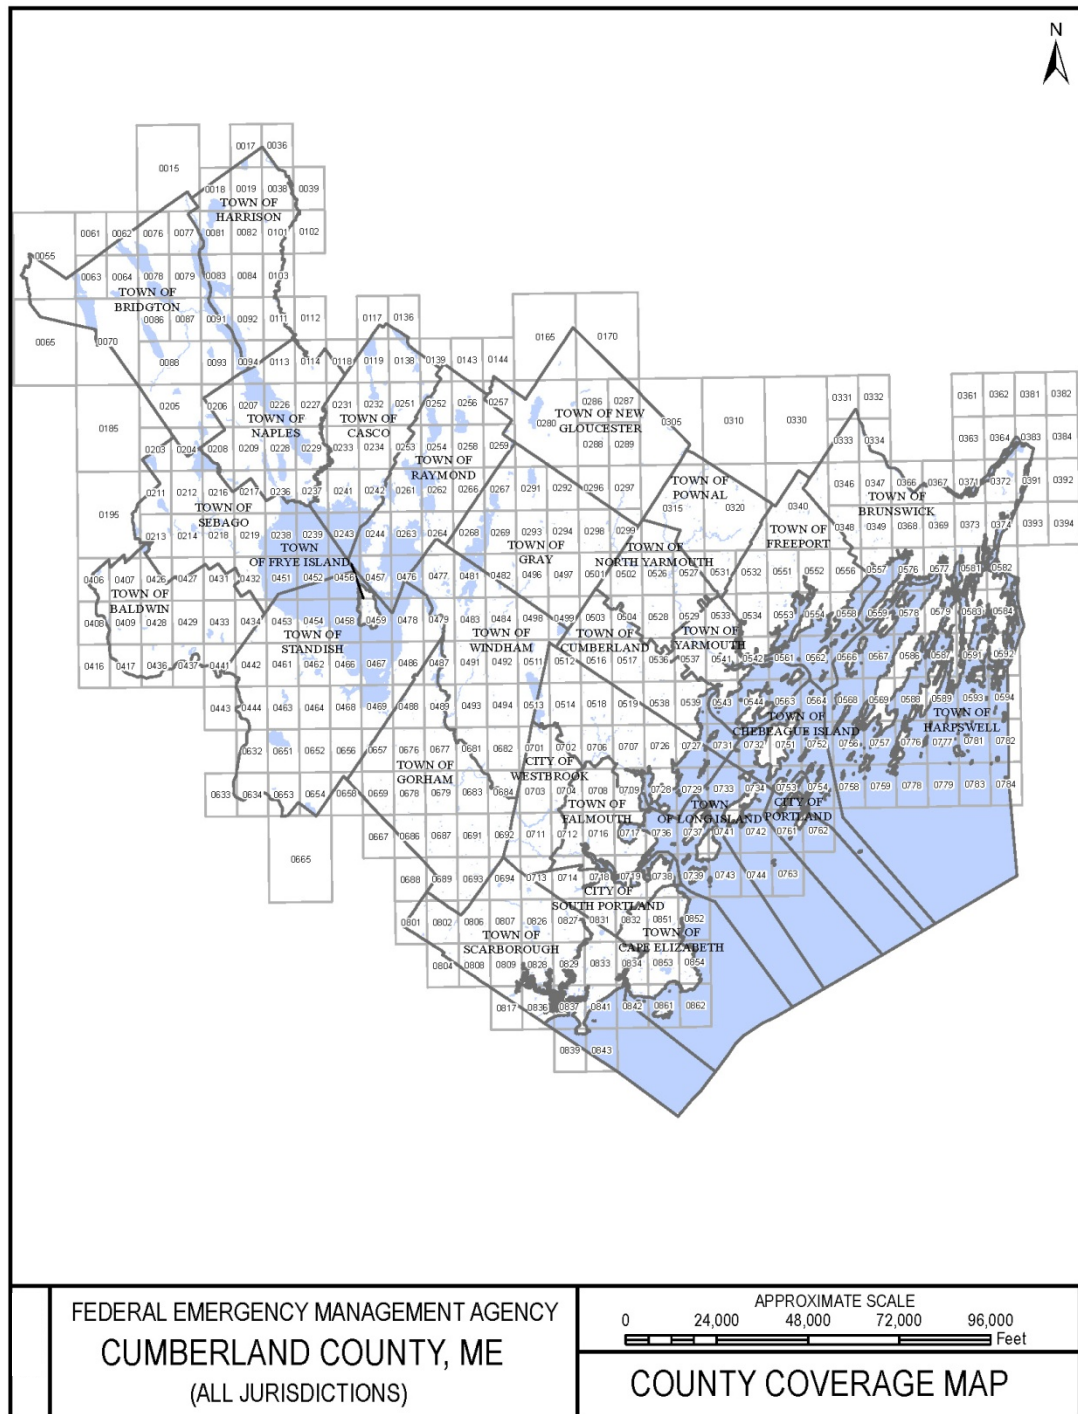 N
0017 0036
0015
0018 0019 0038 0039
TOWN OF
HARRISON
0061 0062 0076 0077 0081 0082 0101 0102
0055
0063 0064 0078 0079 0083 0084 0103
TOWN OF
BRIDGTON
0086 0087 0091 0092 0111 0112 0117 0136
0065 0070 0165 0170
0088 0093 0094 0113 0114 0118 0119 0138 0139 0143 0144
0205 0206 0207 0226 0227 0231 0232 0251 0252 0256 0257 0286 0287 0331 0332 0361 0362 0381 0382
TOWN OF
NAPLES
TOWN OF
CASCO
TOWN OF NEW
GLOUCESTER
0185 0280 0305 0310 0330
0203 0204 0208 0209 0228 0229 0233 0234 0253 0254 0258 0259 0288 0289 0333 0334 0363 0364 0383 0384
TOWN OF
RAYMOND
TOWN OF
POWNAL
0211 0212 0216 0217 0236 0237 0241 0242 0261 0262 0266 0267 0291 0292 0296 0297 0346 0347 0366 0367 0371 0372 0391 0392
TOWN OF
SEBAGO
TOWN OF
BRUNSWICK
0195 0315 0320 0340
0213 0214 0218 0219 0238 0239 0243 0244 0263 0264 0268 0269 0293 0294 0298 0299 0348 0349 0368 0369 0373 0374 0393 0394
TOWN
OF FRYE ISLAND
TOWN OF
GRAY
TOWN OF
NORTH YARMOUTH
TOWN OF
FREEPORT
0406 0407 0426 0427 0431 0432 0451 0452 0456 0457 0476 0477 0481 0482 0496 0497 0501 0502 0526 0527 0531 0532 0551 0552 0556 0557 0576 0577 0581 0582
TOWN OF
BALDWIN
0408 0409 0428 0429 0433 0434 0453 0454 0458 0459 0478 0479 0483 0484 0498 0499 0503 0504 0528 0529 0533 0534 0553 0554 0558 0559 0578 0579 0583 0584
TOWN OF
STANDISH
TOWN OF
WINDHAM
TOWN OF
CUMBERLAND
TOWN OF
YARMOUTH
0416 0417 0436 0437 0441 0442 0461 0462 0466 0467 0486 0487 0491 0492 0511 0512 0516 0517 0536 0537 0541 0542 0561 0562 0566 0567 0586 0587 0591 0592
0443 0444 0463 0464 0468 0469 0488 0489 0493 0494 0513 0514 0518 0519 0538 0539 0543 0544 0563 0564 0568 0569 0588 0589 0593 0594
TOWN OF
CHEBEAGUE ISLAND
TOWN OF
HARPSWELL
0632 0651 0652 0656 0657 0676 0677 0681 0682 0701 0702 0706 0707 0726 0727 0731 0732 0751 0752 0756 0757 0776 0777 0781 0782
TOWN OF
GORHAM
CITY OF
WESTBROOK
0633 0634 0653 0654 0658 0659 0678 0679 0683 0684 0703 0704 0708 0709 0728 0729 0733 0734 0753 0754 0758 0759 0778 0779 0783 0784
TOWN OF
FALMOUTH
TOWN
OF LONG ISLAND
CITY OF
PORTLAND
0667 0686 0687 0691 0692 0711 0712 0716 0717 0736 0737 0741 0742 0761 0762
0665
0688 0689 0693 0694 0713 0714 0718 0719 0738 0739 0743 0744 0763
CITY OF
SOUTH PORTLAND
0801 0802 0806 0807 0826 0827 0831 0832 0851 0852
TOWN OF
SCARBOROUGH
TOWN OF
CAPE ELIZABETH
0804 0808 0809 0828 0829 0833 0834 0853 0854
0817 0836 0837 0841 0842 0861 0862
0839 0843
FEDERAL EMERGENCY MANAGEMENT AGENCY
CUMBERLAND COUNTY, ME
(ALL JURISDICTIONS)
APPROXIMATE SCALE
0 24,000 48,000 72,000 96,000
Feet
COUNTY COVERAGE MAP